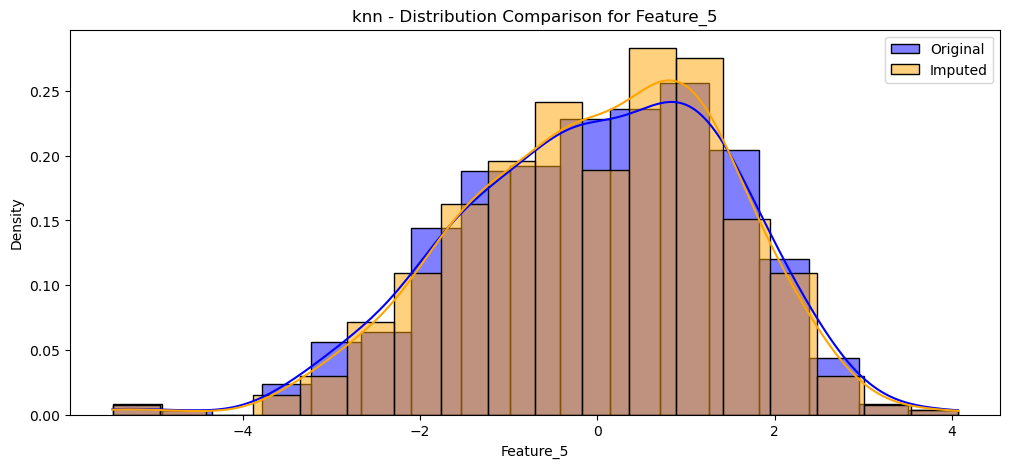 knn - Distribution Comparison for Feature_5
Original
Imputed
Density
0.25
0.20
0.15
0.10
0.05
0.00
−4
−2
0
2
4
Feature_5